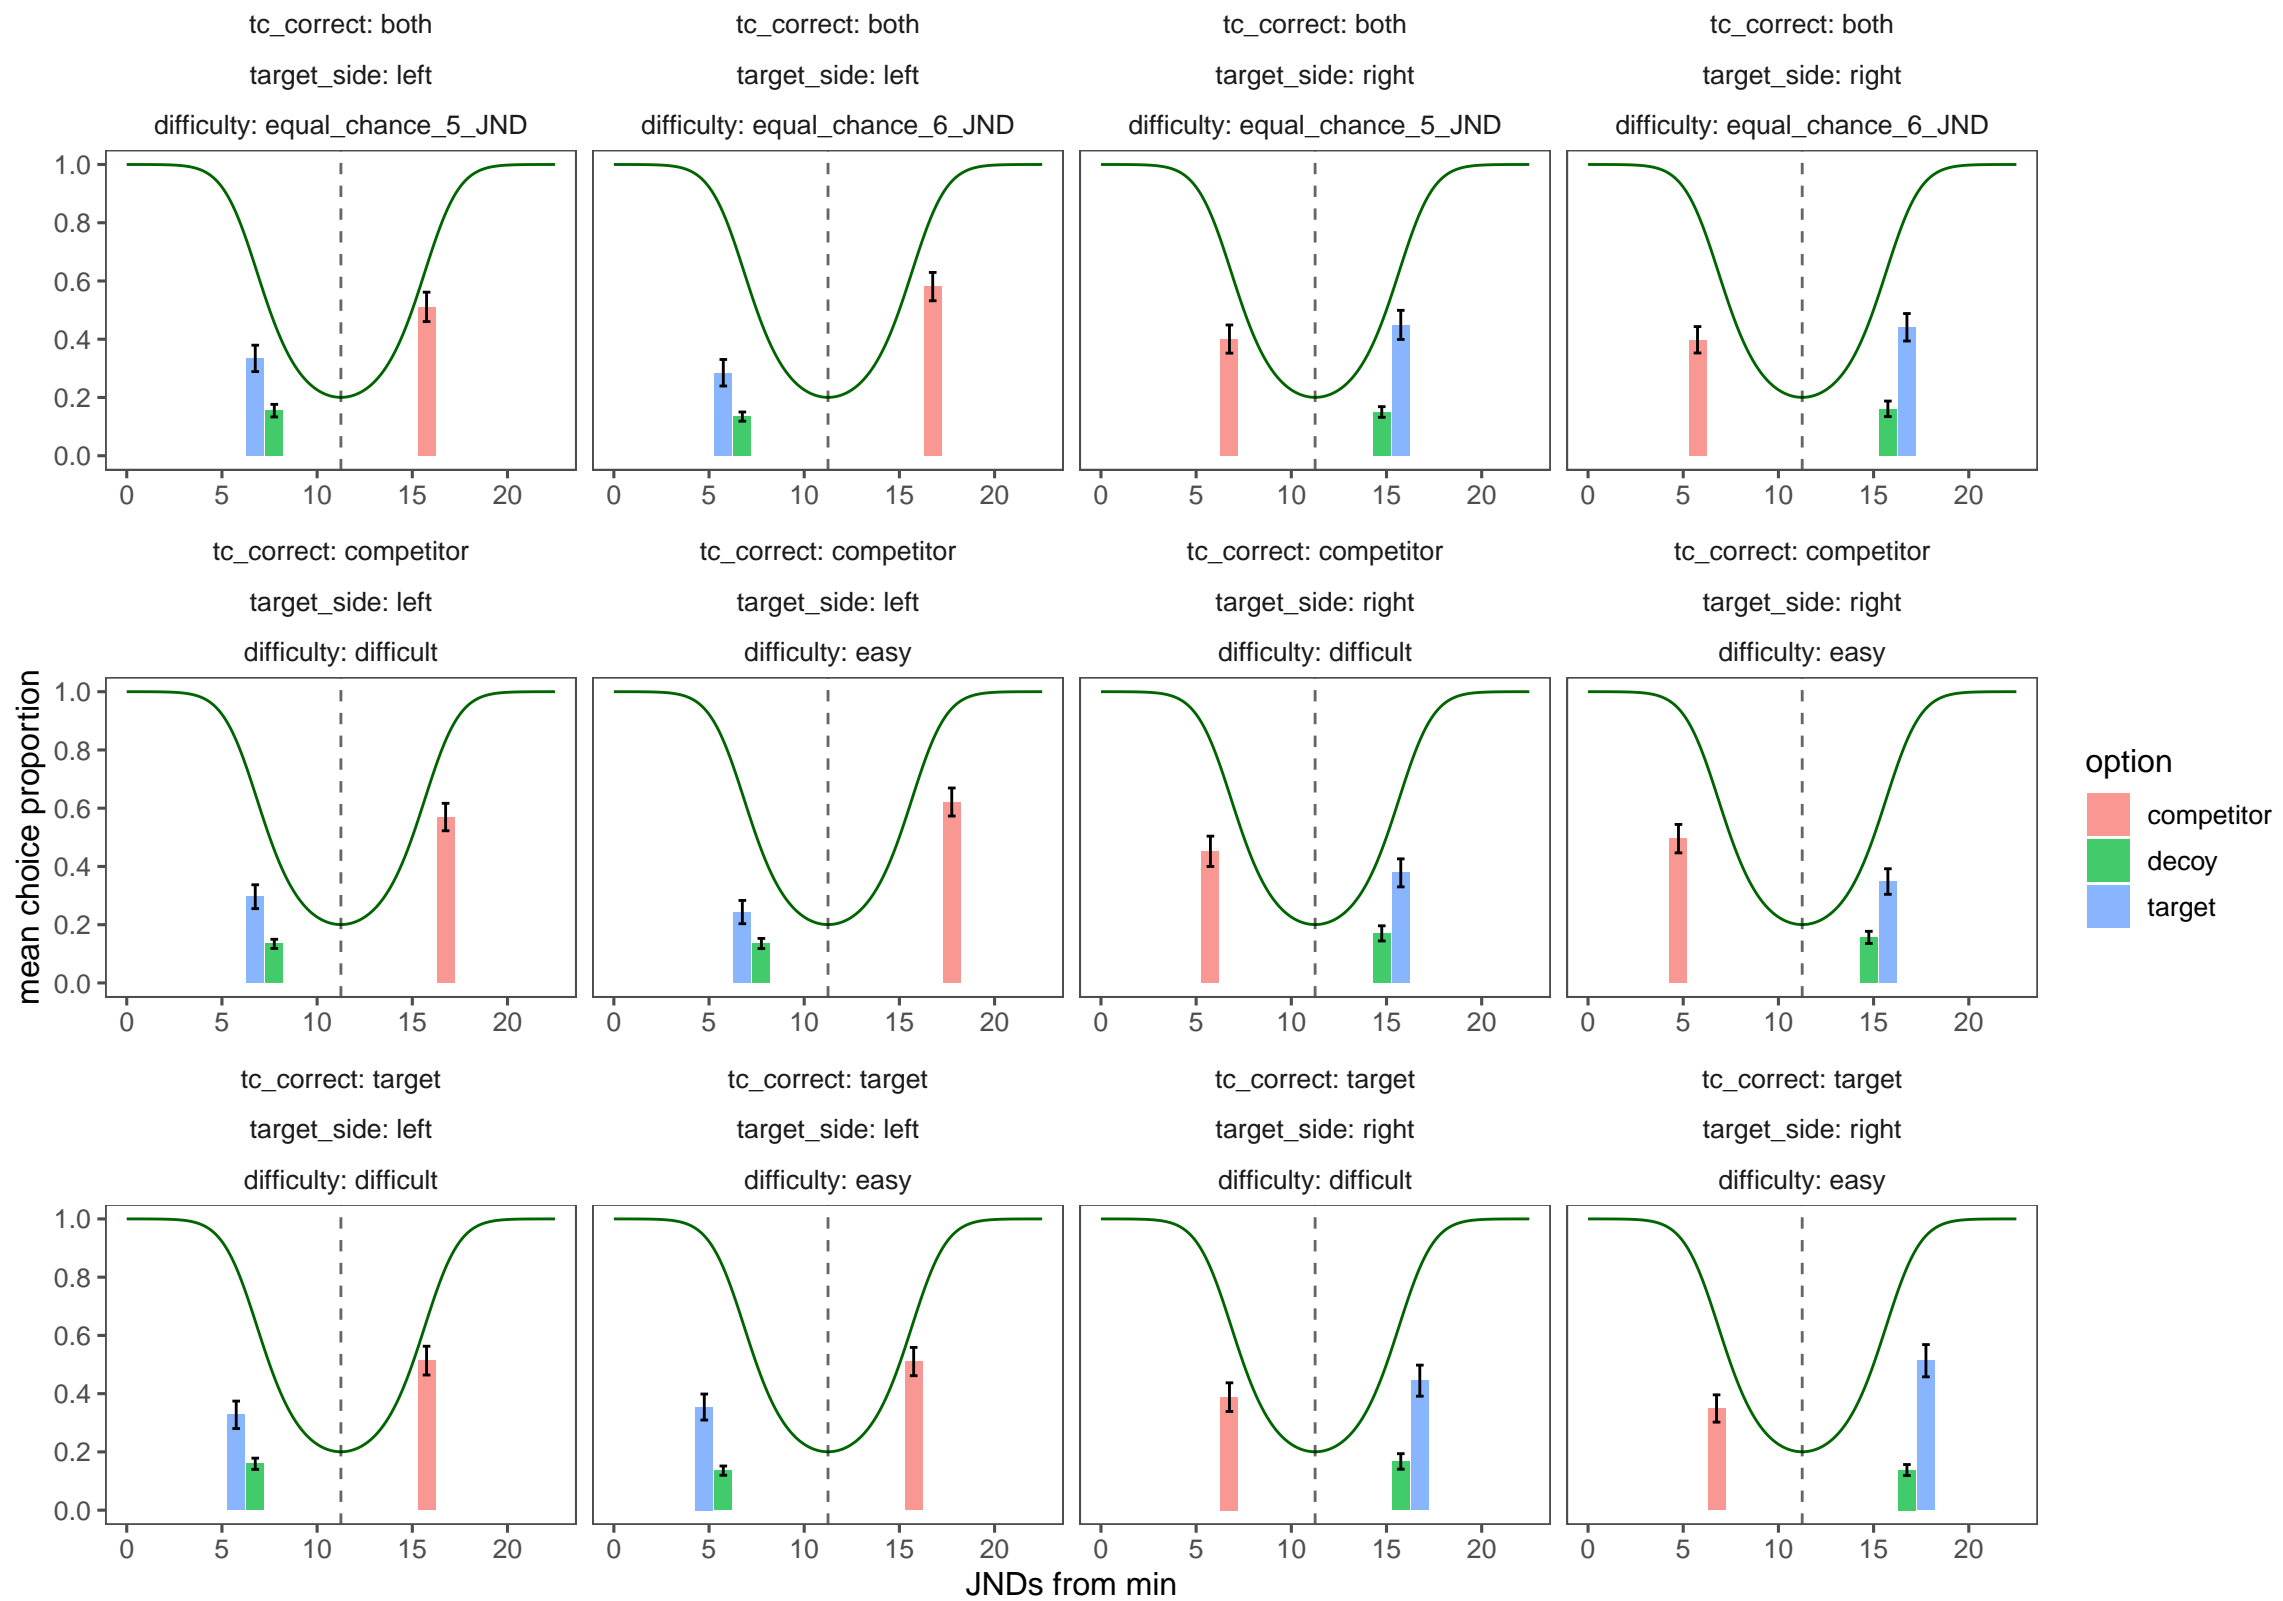 tc_correct: both
tc_correct: both
tc_correct: both
tc_correct: both
target_side: left
target_side: left
target_side: right
target_side: right
difficulty: equal_chance_5_JND
difficulty: equal_chance_6_JND
difficulty: equal_chance_5_JND
difficulty: equal_chance_6_JND
1.0
0.8
0.6
0.4
0.2
0.0
0 5 10 15 20
0 5 10 15 20
0 5 10 15 20
0 5 10 15 20
tc_correct: competitor
tc_correct: competitor
tc_correct: competitor
tc_correct: competitor
target_side: left
target_side: left
target_side: right
target_side: right
difficulty: difficult
difficulty: easy
difficulty: difficult
difficulty: easy
mean choice proportion
1.0
0.8
0.6
0.4
0.2
0.0
0 5 10 15 20
0 5 10 15 20
0 5 10 15 20
0 5 10 15 20
option
competitor
decoy
target
tc_correct: target
tc_correct: target
tc_correct: target
tc_correct: target
target_side: left
target_side: left
target_side: right
target_side: right
difficulty: difficult
difficulty: easy
difficulty: difficult
difficulty: easy
1.0
0.8
0.6
0.4
0.2
0.0
0 5 10 15 20
0 5 10 15 20
0 5 10 15 20
0 5 10 15 20
JNDs from min